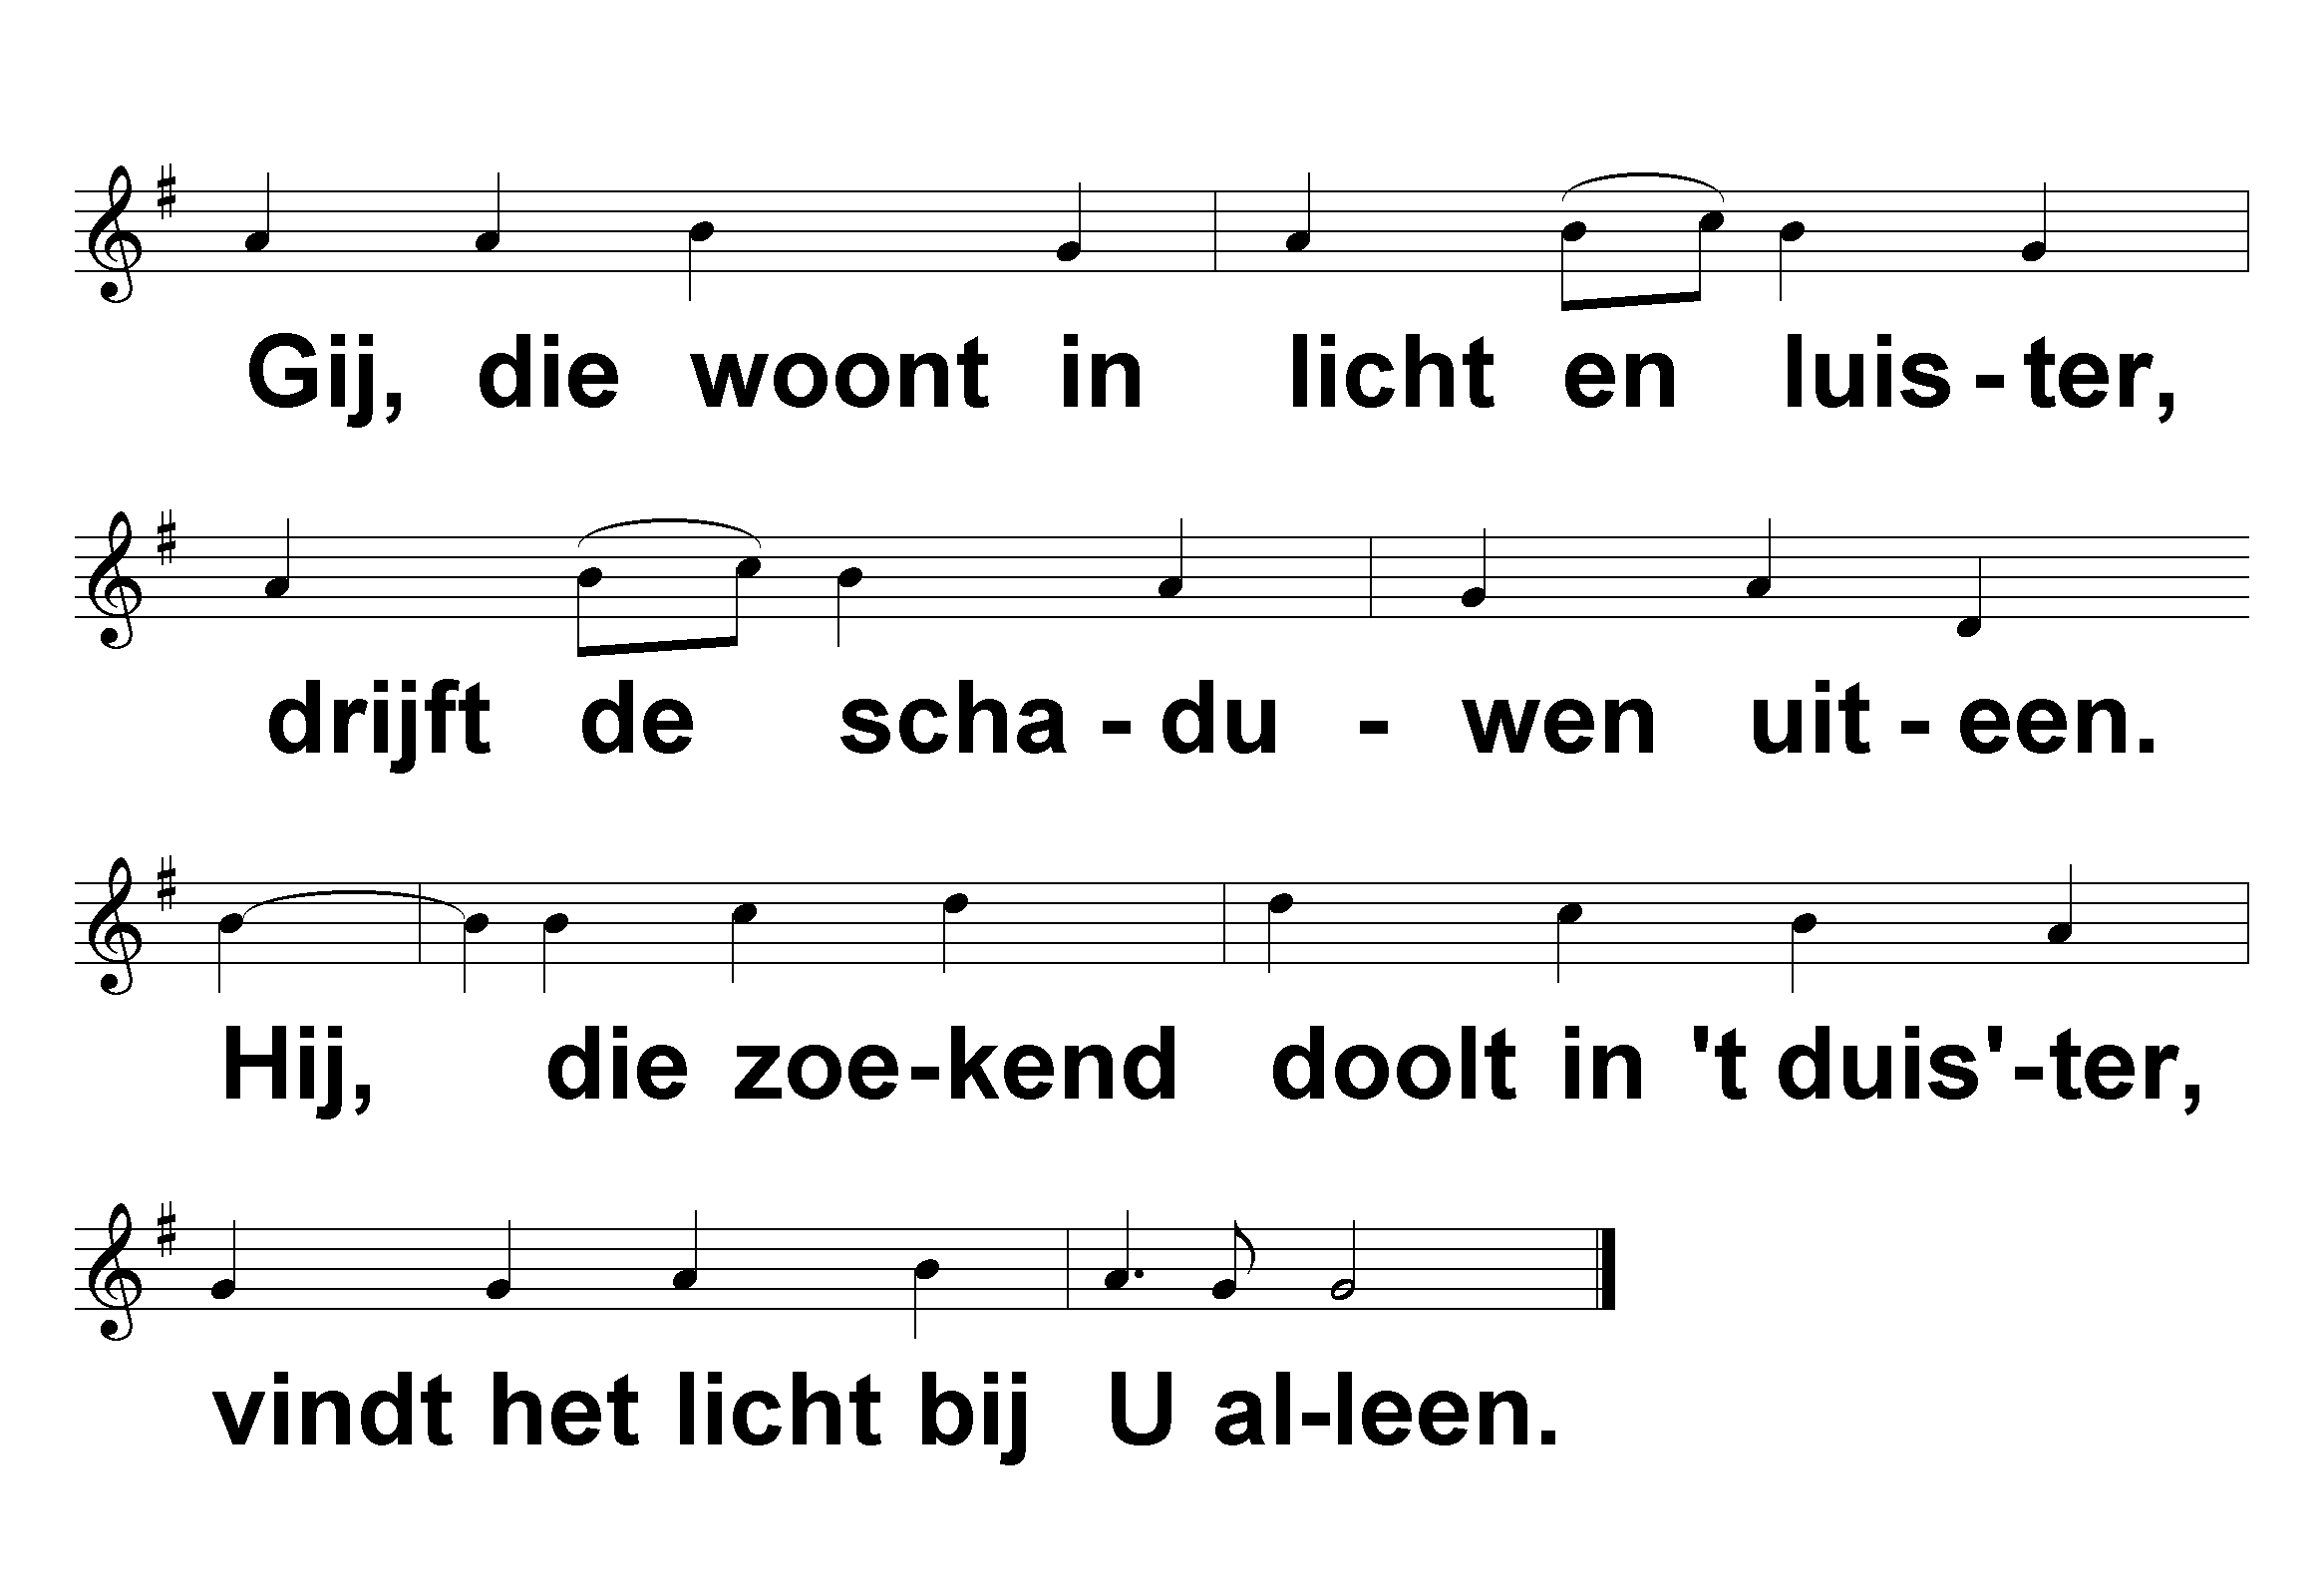 Gij, die woont in licht en luis - ter,
drijft de scha - du - wen uit - een.
Hij, die zoe-kend doolt in 't duis'-ter,
vindt het licht bij U al-leen.